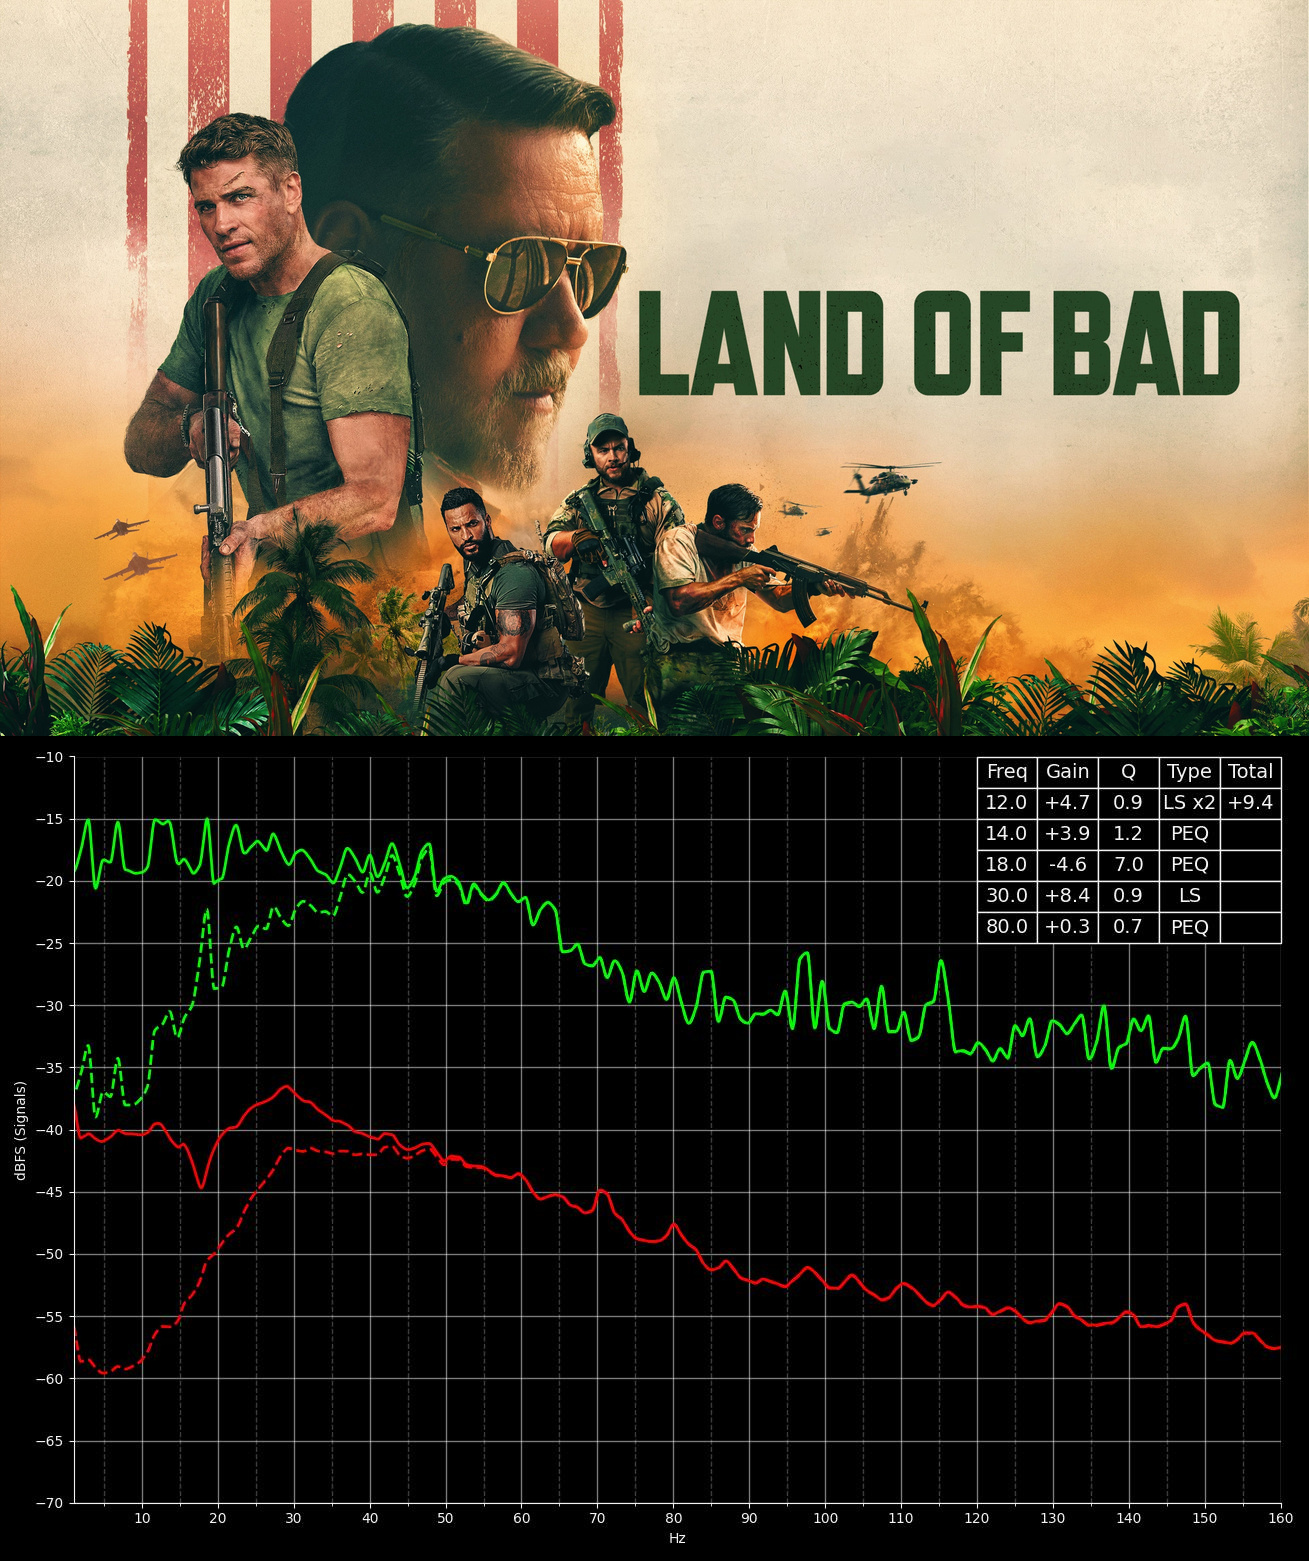 LAND OF BAD
Freq Gain Q Type Total
12.0 +4.7 0.9 LS x2 +9.4
14.0 +3.9 1.2 PEQ
18.0 -4.6 7.0 PEQ
30.0 +8.4 0.9 LS
80.0 +0.3 0.7 PEQ
−10
−15
−20
−25
−30
−35
−40
−45
−50
−55
−60
−65
−70
dBFS (Signals)
10 20 30 40 50 60 70 80 90 100 110 120 130 140 150 160
Hz